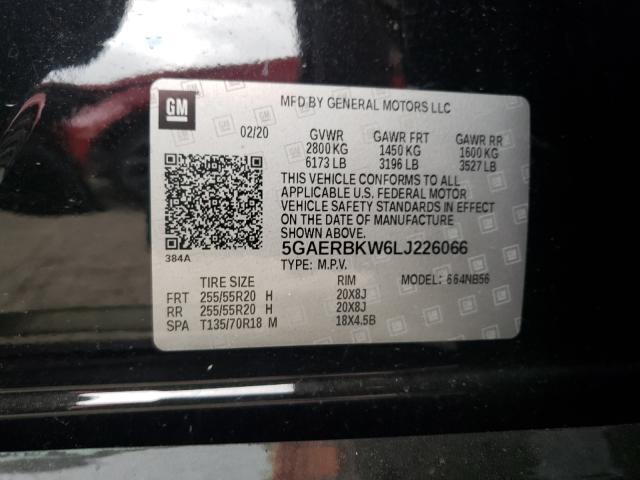 GM
MFD BY GENERAL MOTORS LLC
02/20 GVWR GAWR FRT GAWR RR
2800 KG 1450 KG 1600 KG
6173 LB 3196 LB 3527 LB
THIS VEHICLE CONFORMS TO ALL
APPLICABLE U.S. FEDERAL MOTOR
VEHICLE SAFETY STANDARDS IN EFFECT
ON THE DATE OF MANUFACTURE
SHOWN ABOVE.
384A
5GAERBKW6LJ226066
TYPE: M.P.V. MODEL: 664NB56
TIRE SIZE RIM
FRT 255/55R20 H 20X8J
RR 255/55R20 H 20X8J
SPA T135/70R18 M 18X4.5B